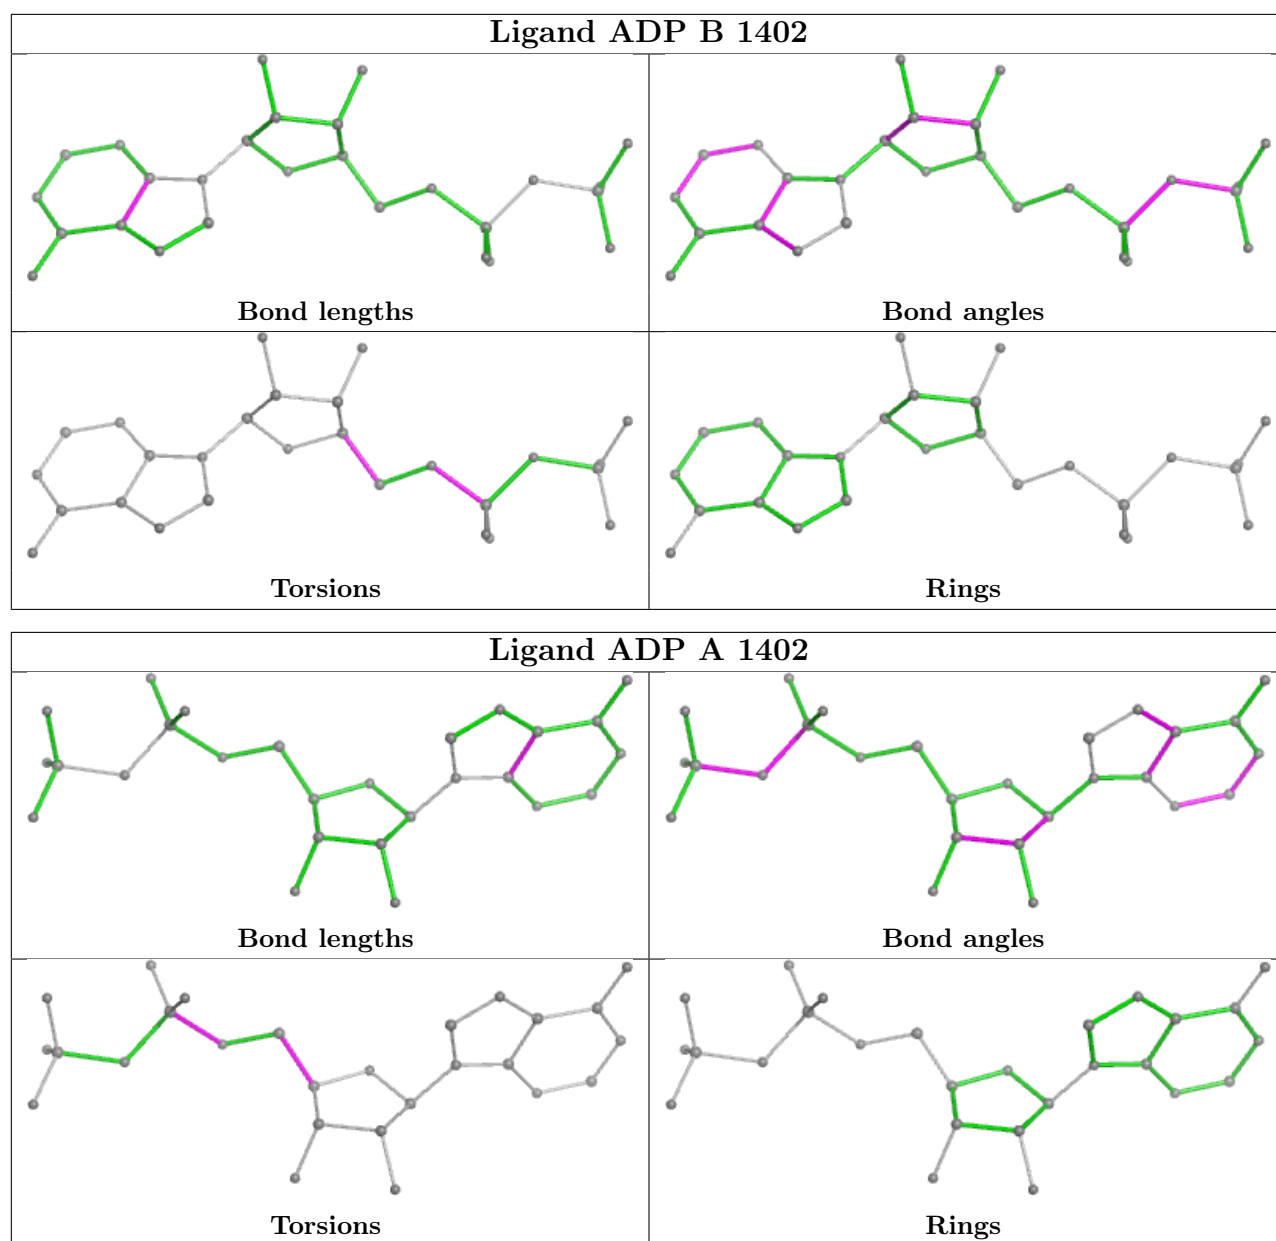 Ligand ADP B 1402
Bond lengths
Bond angles
Torsions
Rings
Ligand ADP A 1402
Bond lengths
Bond angles
Torsions
Rings